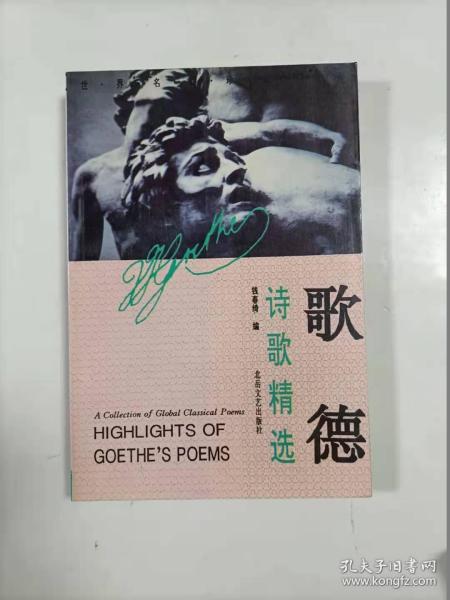 世·界·名
Goethe
歌德
诗歌精选
钱春绮 编
北岳文艺出版社
A Collection of Global Classical Poems
HIGHLIGHTS OF
GOETHE'S POEMS
孔夫子旧书网
www.kongfz.com